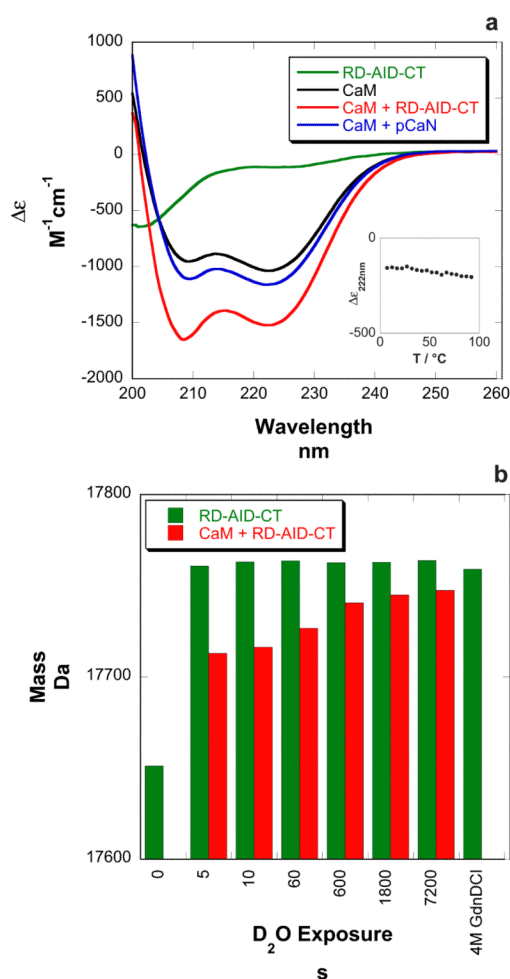 a
1000
500
0
-500
-1000
-1500
-2000
Δε
M-1cm-1
RD-AID-CT
CaM
CaM + RD-AID-CT
CaM + pCaN
0
-500
Δε222nm
0 50 100
T / °C
200 210 220 230 240 250 260
Wavelength
nm
b
17800
17700
17600
Mass
Da
RD-AID-CT
CaM + RD-AID-CT
0 5 10 60 600 1800 7200 4M GdnDCl
D2O Exposure
s